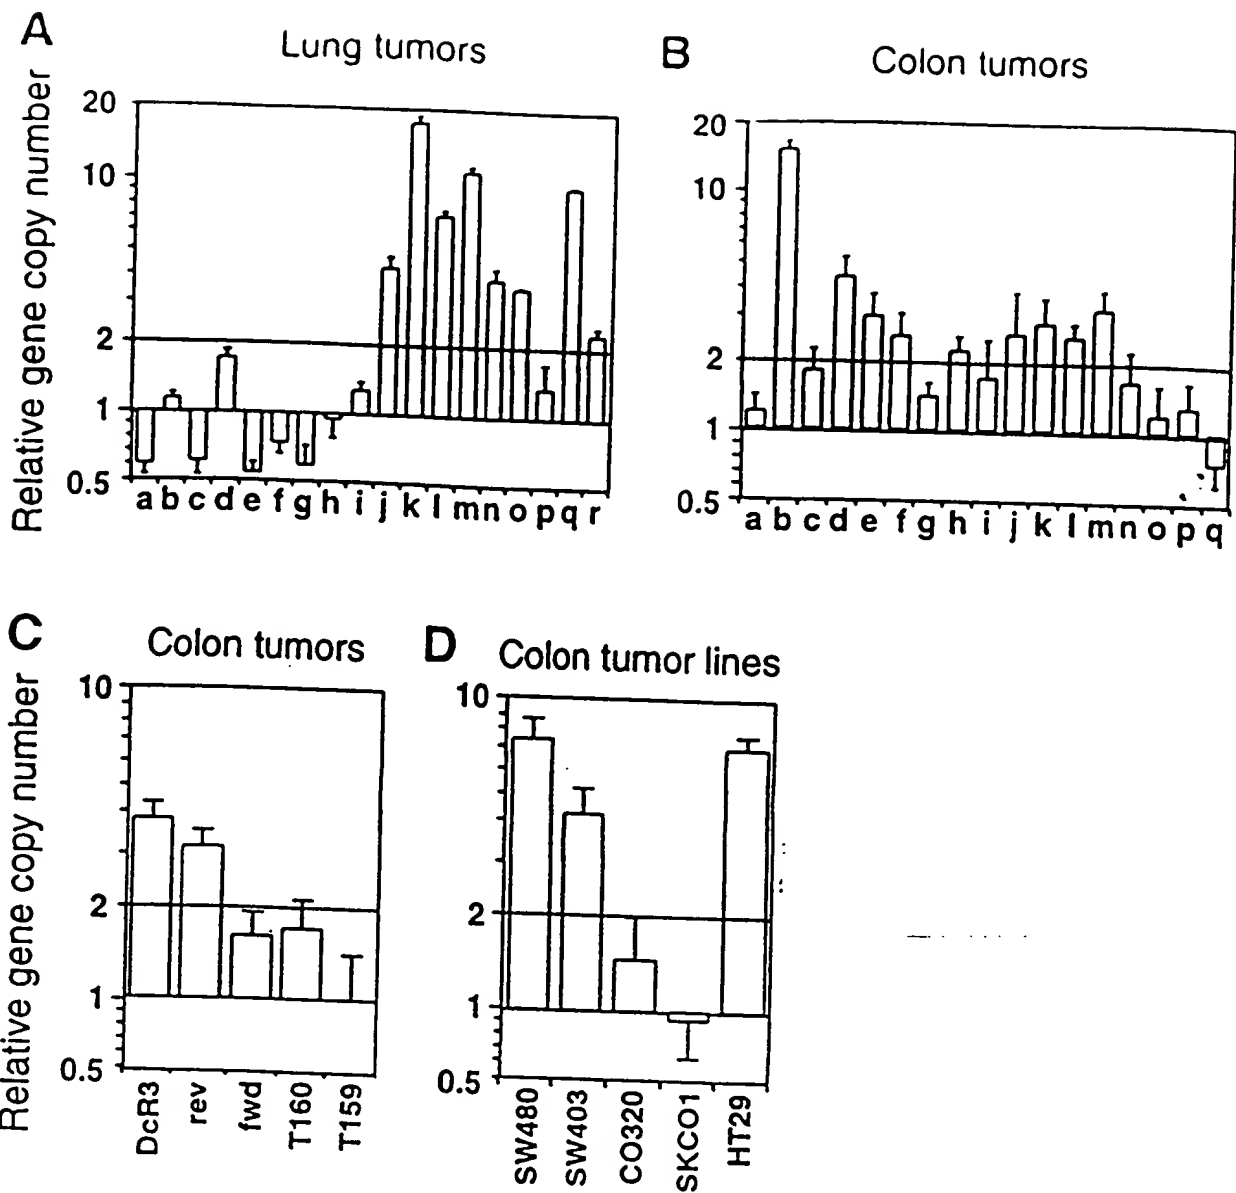 A
Lung tumors
Relative gene copy number
20
10
2
1
0.5
a b c d e f g h i j k l m n o p q r
B
Colon tumors
20
10
2
1
0.5
a b c d e f g h i j k l m n o p q
C
Colon tumors
Relative gene copy number
10
2
1
0.5
DcR3
rev
fwd
T160
T159
D
Colon tumor lines
10
2
1
0.5
SW480
SW403
CO320
SKCO1
HT29